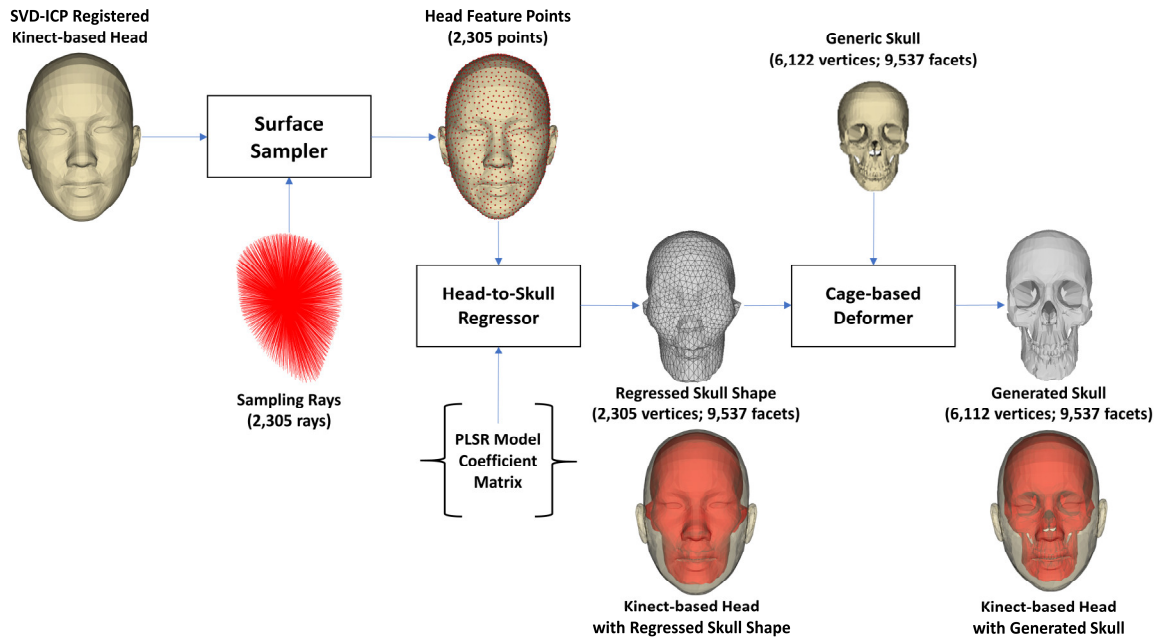 SVD-ICP Registered
Kinect-based Head
Head Feature Points
(2,305 points)
Generic Skull
(6,122 vertices; 9,537 facets)
Surface
Sampler
Head-to-Skull
Regressor
Cage-based
Deformer
Sampling Rays
(2,305 rays)
Regressed Skull Shape
(2,305 vertices; 9,537 facets)
Generated Skull
(6,112 vertices; 9,537 facets)
PLSR Model
Coefficient
Matrix
Kinect-based Head
with Regressed Skull Shape
Kinect-based Head
with Generated Skull